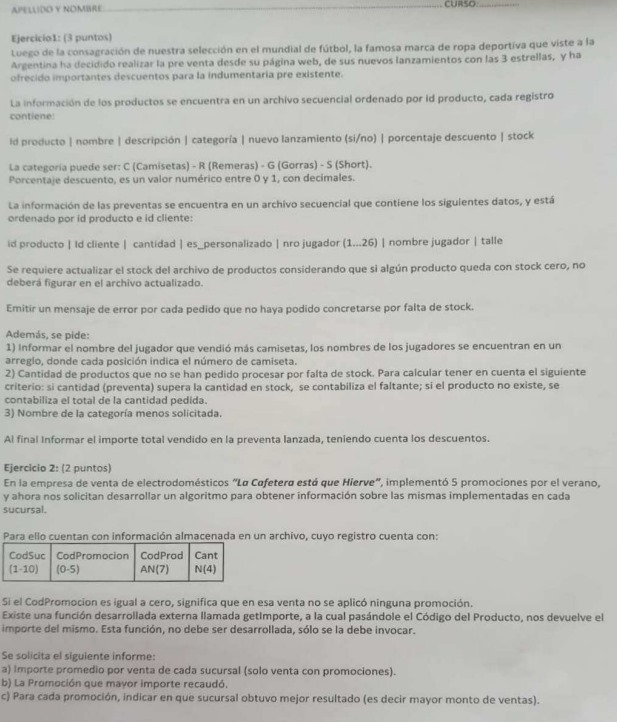 APELLIDO Y NOMBRE CURSO:
Ejercicio1: (3 puntos)
Luego de la consagración de nuestra selección en el mundial de fútbol, la famosa marca de ropa deportiva que viste a la
Argentina ha decidido realizar la pre venta desde su página web, de sus nuevos lanzamientos con las 3 estrellas, y ha
ofrecido importantes descuentos para la indumentaria pre existente.
La información de los productos se encuentra en un archivo secuencial ordenado por Id producto, cada registro
contiene:
Id producto | nombre | descripción | categoría | nuevo lanzamiento (si/no) | porcentaje descuento | stock
La categoría puede ser: C (Camisetas) - R (Remeras) - G (Gorras) - S (Short).
Porcentaje descuento, es un valor numérico entre 0 y 1, con decimales.
La información de las preventas se encuentra en un archivo secuencial que contiene los siguientes datos, y está
ordenado por id producto e id cliente:
id producto | Id cliente | cantidad | es_personalizado | nro jugador (1...26) | nombre jugador | talle
Se requiere actualizar el stock del archivo de productos considerando que si algún producto queda con stock cero, no
deberá figurar en el archivo actualizado.
Emitir un mensaje de error por cada pedido que no haya podido concretarse por falta de stock.
Además, se pide:
1) Informar el nombre del jugador que vendió más camisetas, los nombres de los jugadores se encuentran en un
arreglo, donde cada posición indica el número de camiseta.
2) Cantidad de productos que no se han pedido procesar por falta de stock. Para calcular tener en cuenta el siguiente
criterio: si cantidad (preventa) supera la cantidad en stock, se contabiliza el faltante; si el producto no existe, se
contabiliza el total de la cantidad pedida.
3) Nombre de la categoría menos solicitada.
Al final Informar el importe total vendido en la preventa lanzada, teniendo cuenta los descuentos.
Ejercicio 2: (2 puntos)
En la empresa de venta de electrodomésticos "La Cafetera está que Hierve", implementó 5 promociones por el verano,
y ahora nos solicitan desarrollar un algoritmo para obtener información sobre las mismas implementadas en cada
sucursal.
Para ello cuentan con información almacenada en un archivo, cuyo registro cuenta con:
CodSuc CodPromocion CodProd Cant
(1-10) (0-5) AN(7) N(4)
Si el CodPromocion es igual a cero, significa que en esa venta no se aplicó ninguna promoción.
Existe una función desarrollada externa llamada getImporte, a la cual pasándole el Código del Producto, nos devuelve el
importe del mismo. Esta función, no debe ser desarrollada, sólo se la debe invocar.
Se solicita el siguiente informe:
a) Importe promedio por venta de cada sucursal (solo venta con promociones).
b) La Promoción que mayor importe recaudó.
c) Para cada promoción, indicar en que sucursal obtuvo mejor resultado (es decir mayor monto de ventas).